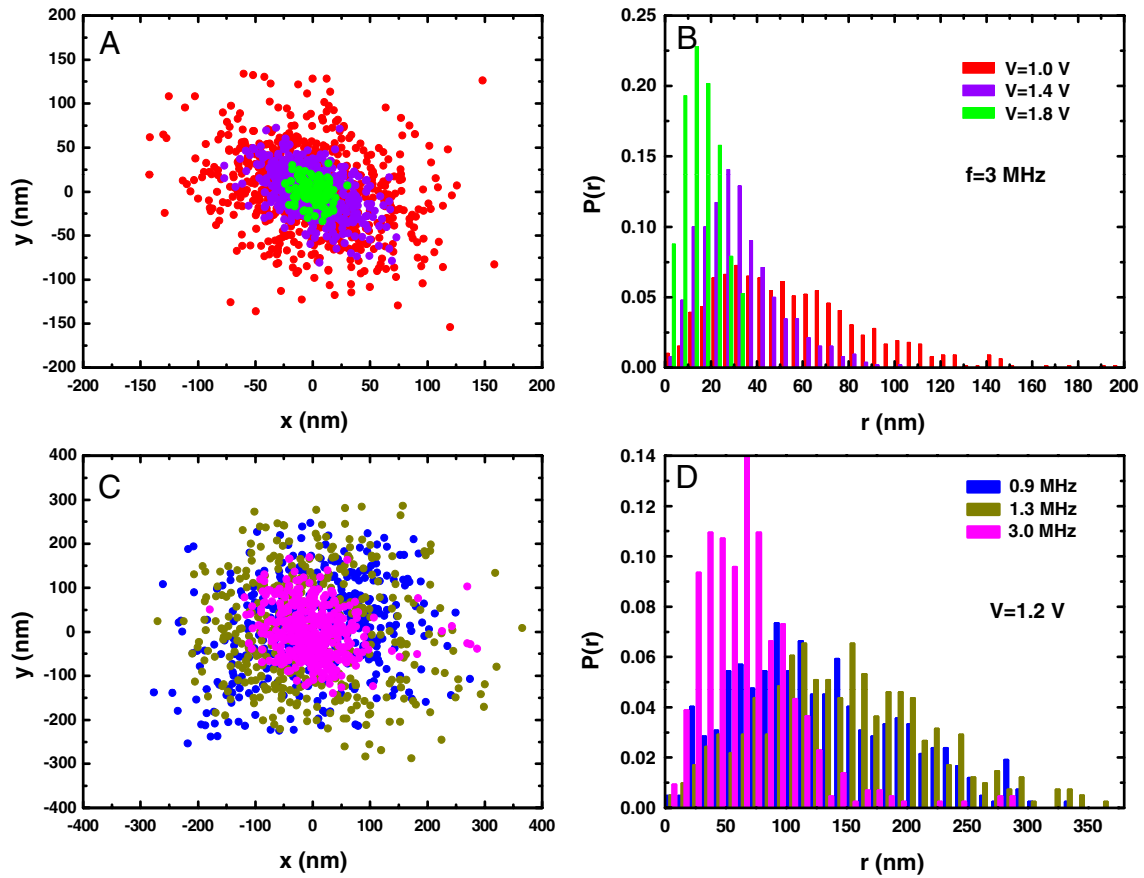 A
y (nm)
200
150
100
50
0
-50
-100
-150
-200
-200 -150 -100 -50 0 50 100 150 200
x (nm)
B
P(r)
0.25
0.20
0.15
0.10
0.05
0.00
V=1.0 V
V=1.4 V
V=1.8 V
f=3 MHz
0 20 40 60 80 100 120 140 160 180 200
r (nm)
C
y (nm)
400
300
200
100
0
-100
-200
-300
-400
-400 -300 -200 -100 0 100 200 300 400
x (nm)
D
P(r)
0.14
0.12
0.10
0.08
0.06
0.04
0.02
0.00
0.9 MHz
1.3 MHz
3.0 MHz
V=1.2 V
0 50 100 150 200 250 300 350
r (nm)